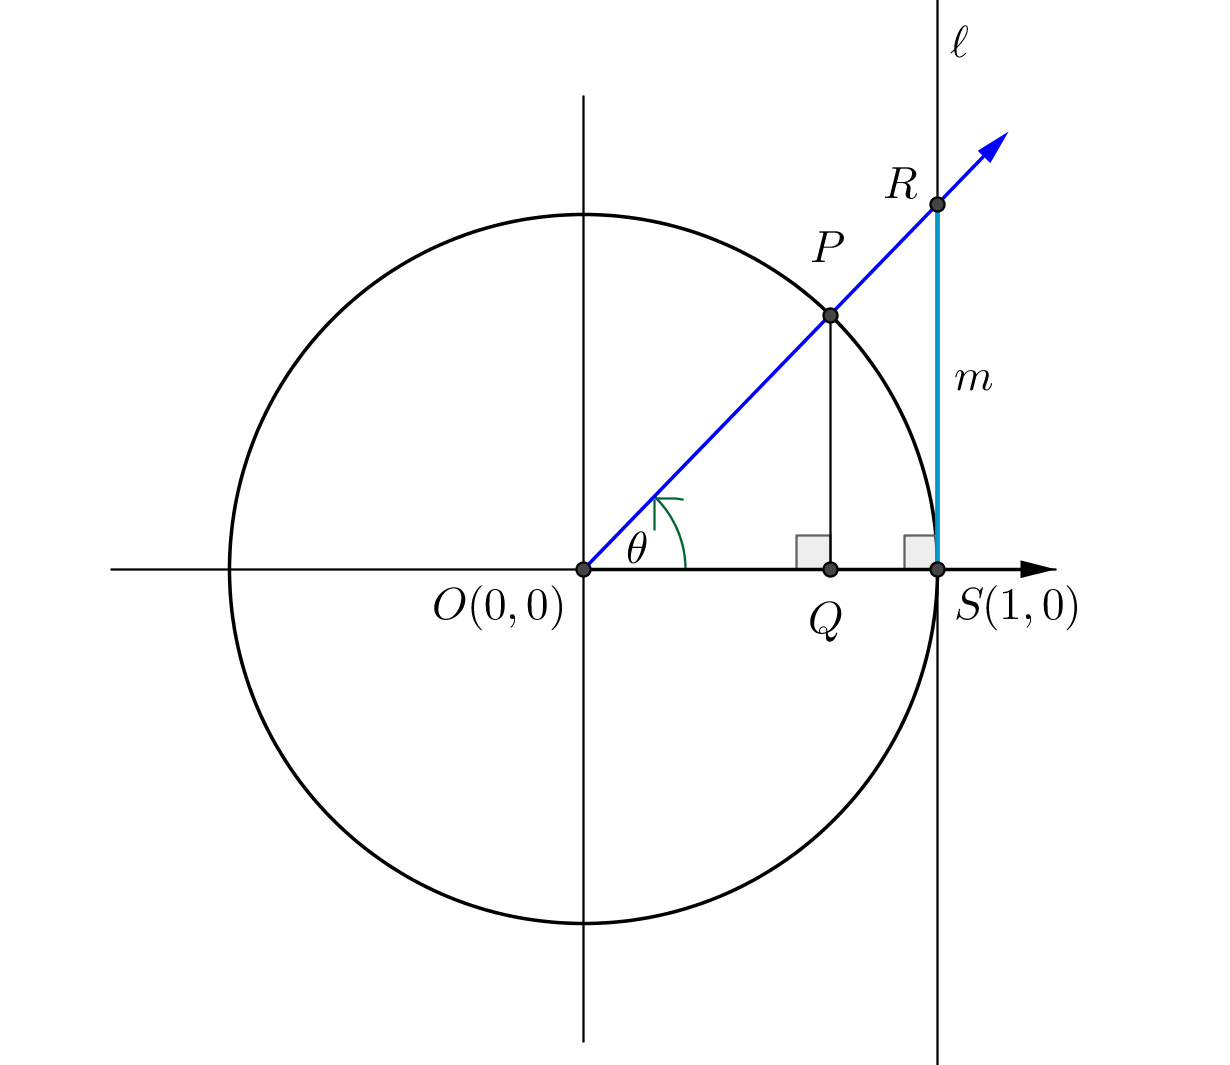 ℓ
R
P
m
θ
O(0, 0)
Q
S(1, 0)